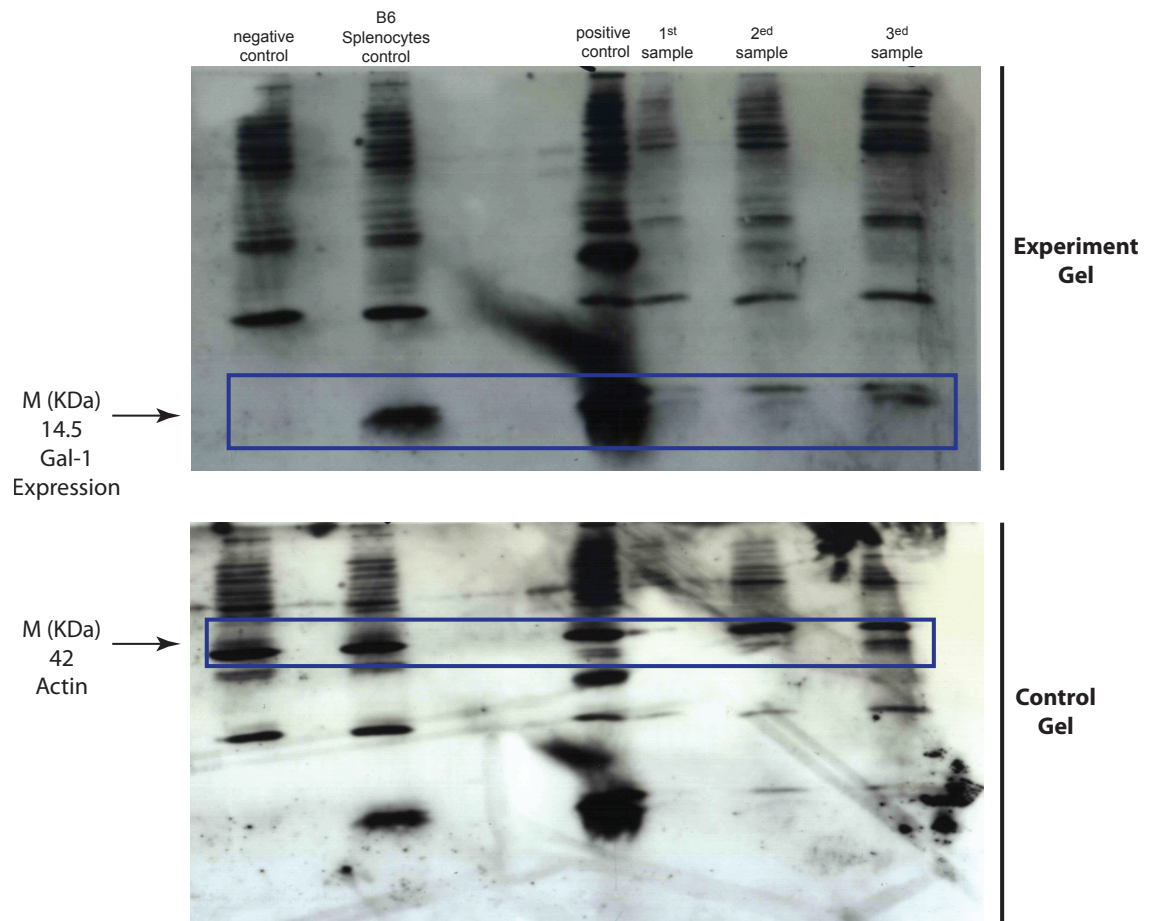 negative
control
B6
Splenocytes
control
positive
control
1st
sample
2ed
sample
3ed
sample
Experiment
Gel
M (KDa)
14.5
Gal-1
Expression
M (KDa)
42
Actin
Control
Gel